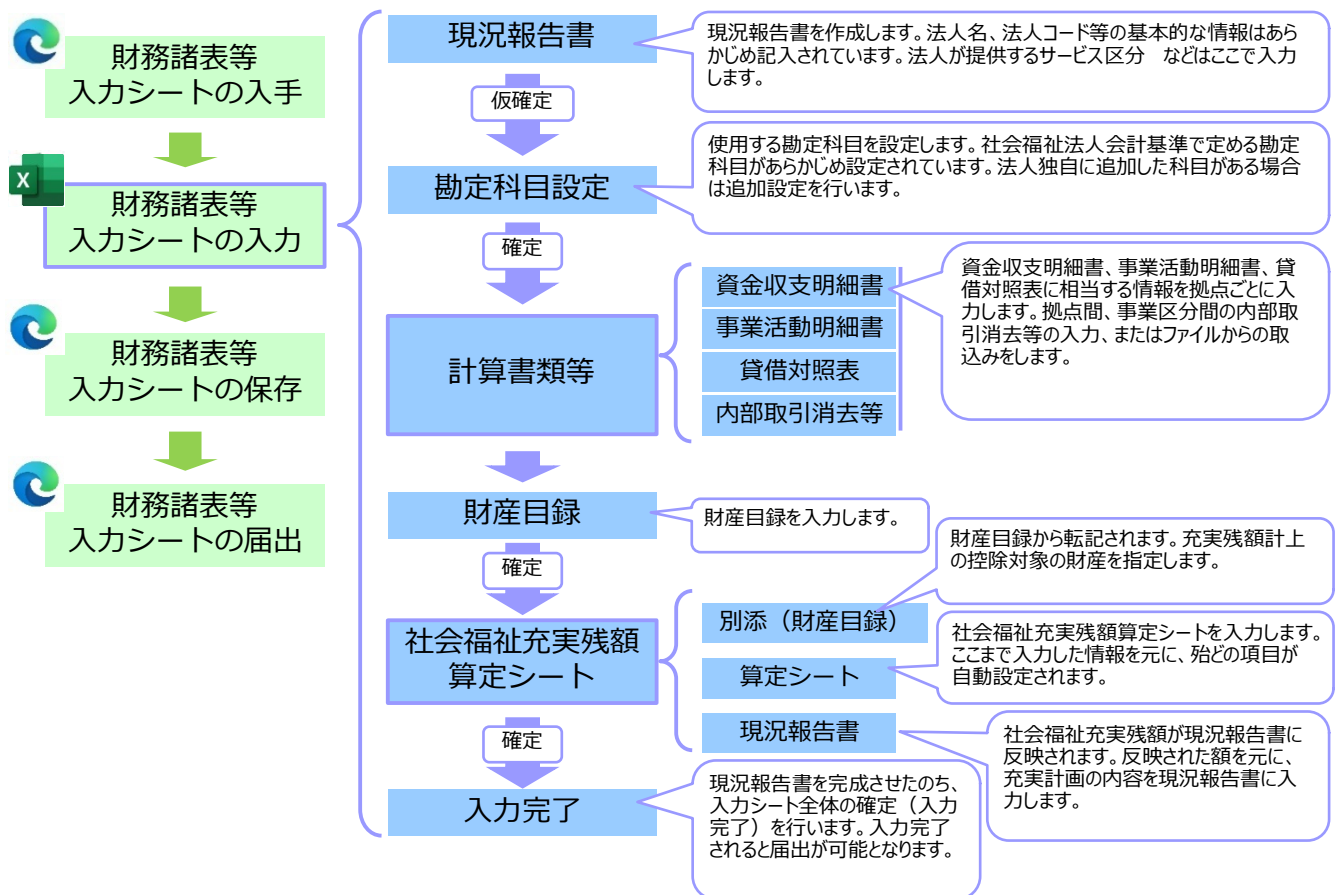 財務諸表等
入力シートの入手
財務諸表等
入力シートの入力
財務諸表等
入力シートの保存
財務諸表等
入力シートの届出
現況報告書
現況報告書を作成します。法人名、法人コード等の基本的な情報はあら
かじめ記入されています。法人が提供するサービス区分　などはここで入力
します。
仮確定
勘定科目設定
使用する勘定科目を設定します。社会福祉法人会計基準で定める勘定
科目があらかじめ設定されています。法人独自に追加した科目がある場合
は追加設定を行います。
確定
計算書類等
資金収支明細書
事業活動明細書
貸借対照表
内部取引消去等
資金収支明細書、事業活動明細書、貸
借対照表に相当する情報を拠点ごとに入
力します。拠点間、事業区分間の内部取
引消去等の入力、またはファイルからの取
込みをします。
財産目録
財産目録を入力します。
確定
社会福祉充実残額
算定シート
別添（財産目録）
財産目録から転記されます。充実残額計上
の控除対象の財産を指定します。
算定シート
社会福祉充実残額算定シートを入力します。
ここまで入力した情報を元に、殆どの項目が
自動設定されます。
現況報告書
社会福祉充実残額が現況報告書に
反映されます。反映された額を元に、
充実計画の内容を現況報告書に入
力します。
確定
入力完了
現況報告書を完成させたのち、
入力シート全体の確定（入力
完了）を行います。入力完了
されると届出が可能となります。
X